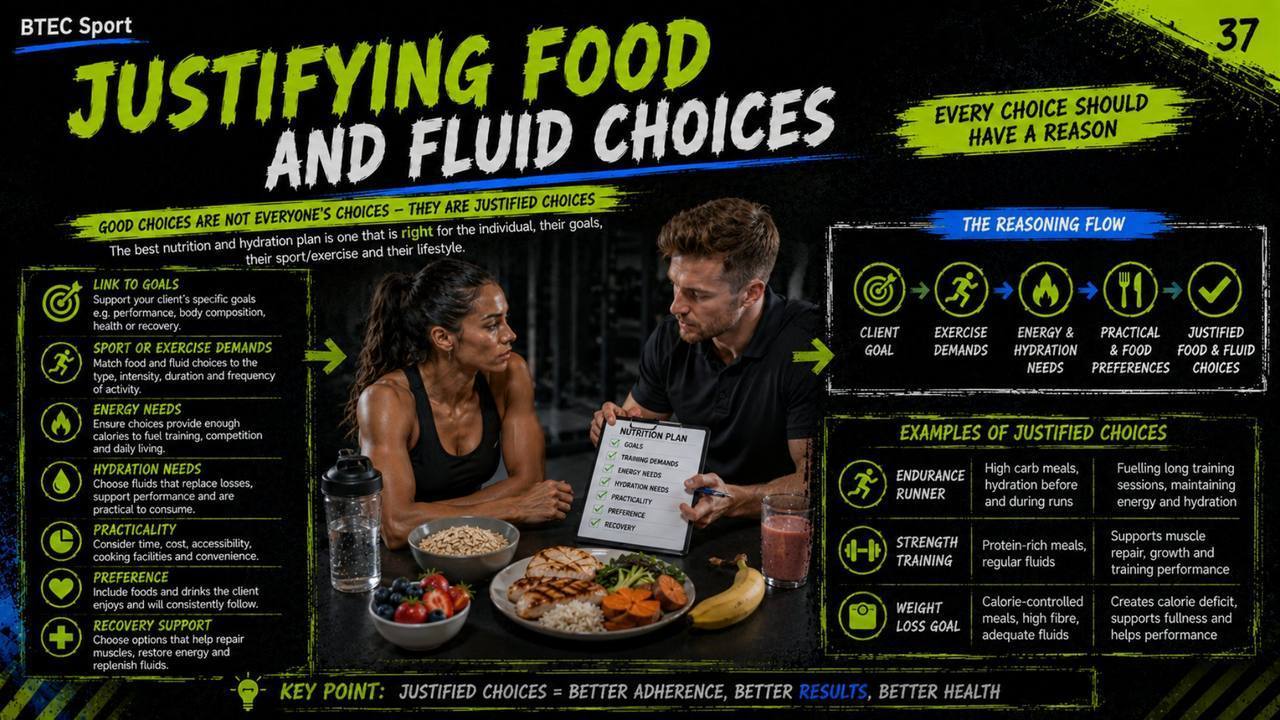 BTEC Sport
37
JUSTIFYING FOOD
AND FLUID CHOICES
EVERY CHOICE SHOULD
HAVE A REASON
GOOD CHOICES ARE NOT EVERYONE'S CHOICES – THEY ARE JUSTIFIED CHOICES
The best nutrition and hydration plan is one that is right for the individual, their goals,
their sport/exercise and their lifestyle.
LINK TO GOALS
Support your client's specific goals
e.g. performance, body composition,
health or recovery.
SPORT OR EXERCISE DEMANDS
Match food and fluid choices to the
type, intensity, duration and frequency
of activity.
ENERGY NEEDS
Ensure choices provide enough
calories to fuel training, competition
and daily living.
HYDRATION NEEDS
Choose fluids that replace losses,
support performance and are
practical to consume.
PRACTICALITY
Consider time, cost, accessibility,
cooking facilities and convenience.
PREFERENCE
Include foods and drinks the client
enjoys and will consistently follow.
RECOVERY SUPPORT
Choose options that help repair
muscles, restore energy and
replenish fluids.
NUTRITION PLAN
GOALS
TRAINING DEMANDS
ENERGY NEEDS
HYDRATION NEEDS
PRACTICALITY
PREFERENCE
RECOVERY
THE REASONING FLOW
CLIENT
GOAL
EXERCISE
DEMANDS
ENERGY &
HYDRATION
NEEDS
PRACTICAL
& FOOD
PREFERENCES
JUSTIFIED
FOOD & FLUID
CHOICES
EXAMPLES OF JUSTIFIED CHOICES
ENDURANCE
RUNNER
High carb meals,
hydration before
and during runs
Fuelling long training
sessions, maintaining
energy and hydration
STRENGTH
TRAINING
Protein-rich meals,
regular fluids
Supports muscle
repair, growth and
training performance
WEIGHT
LOSS GOAL
Calorie-controlled
meals, high fibre,
adequate fluids
Creates calorie deficit,
supports fullness and
helps performance
KEY POINT: JUSTIFIED CHOICES = BETTER ADHERENCE, BETTER RESULTS, BETTER HEALTH